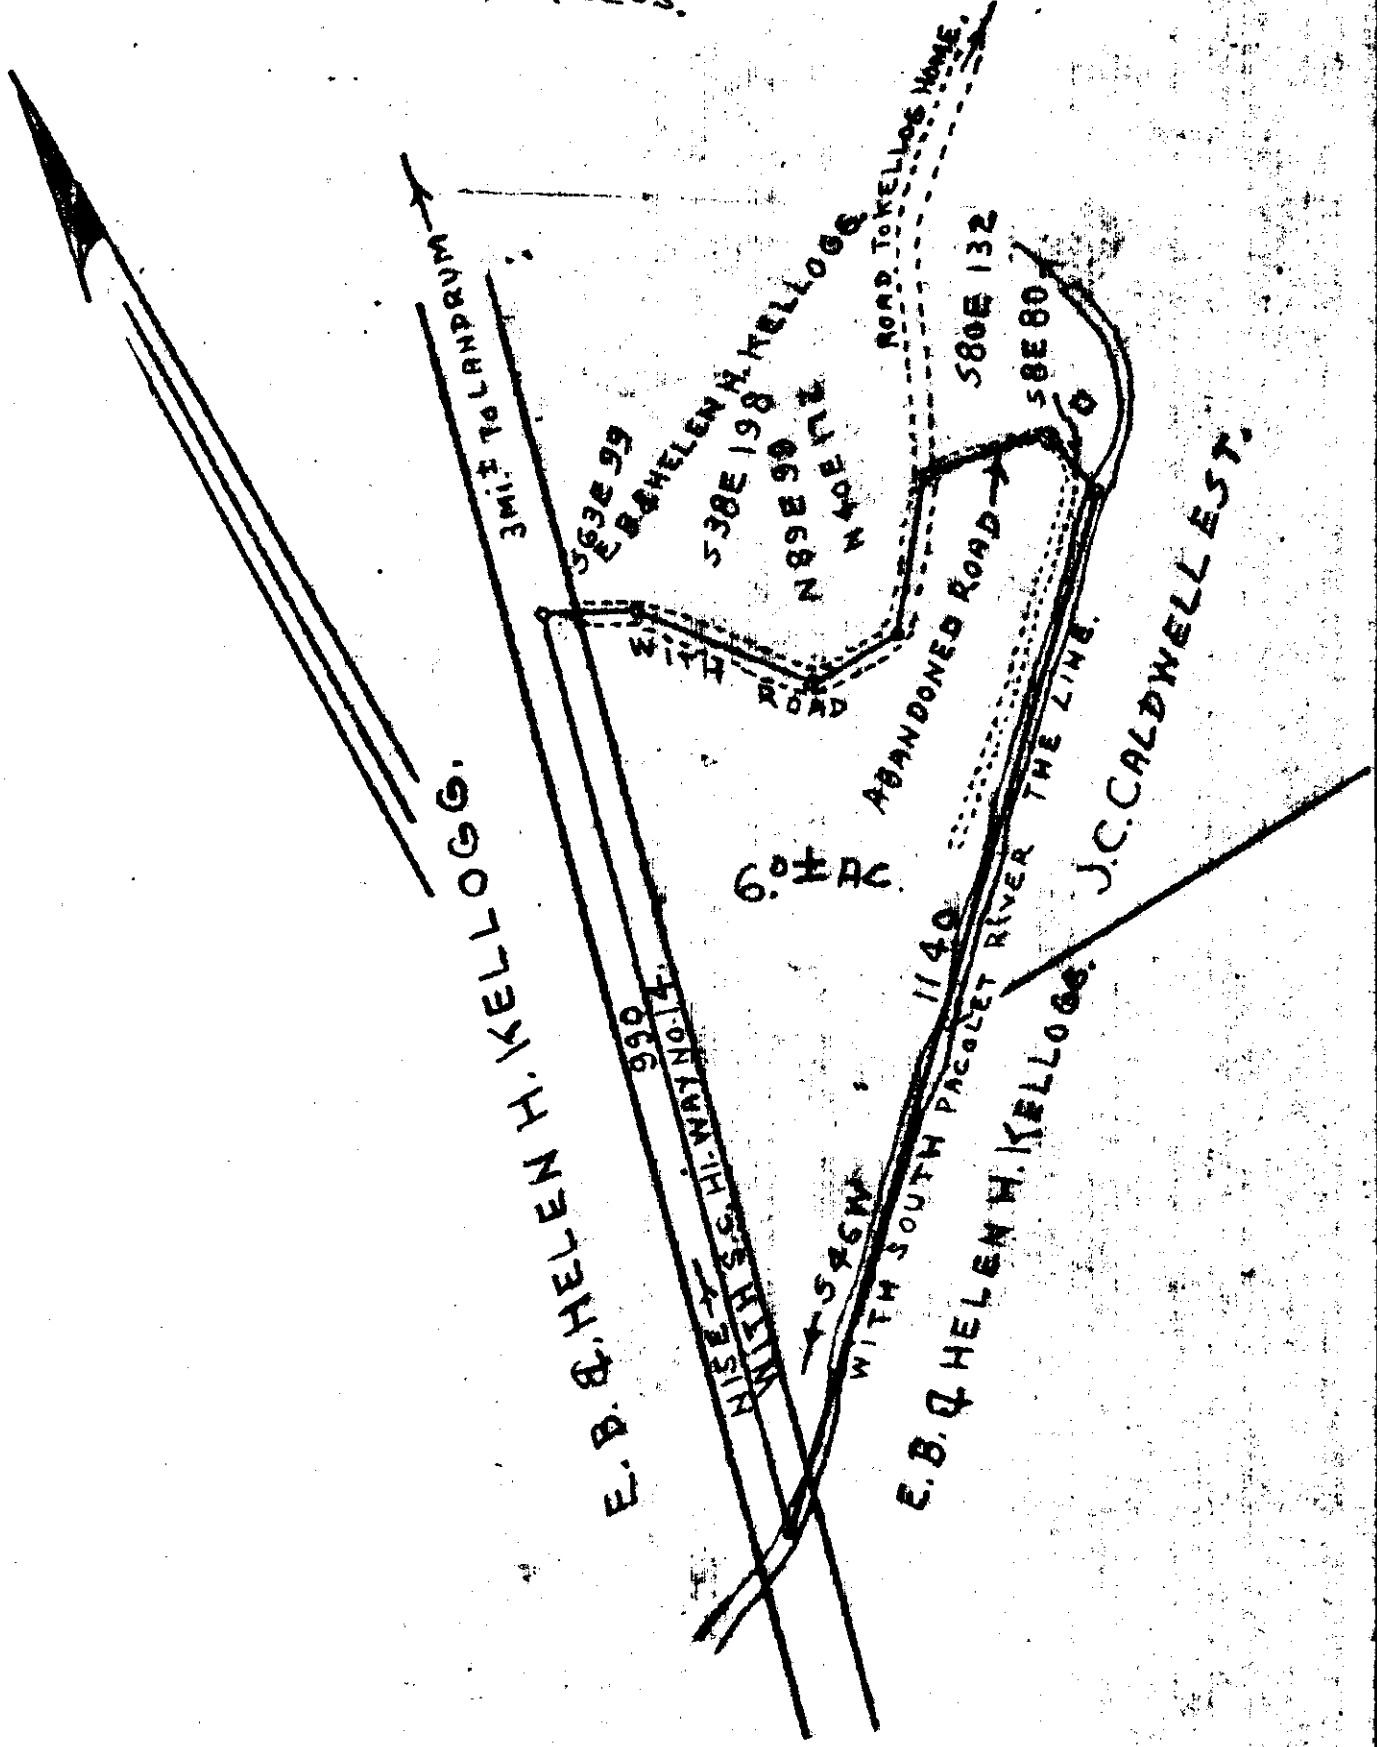 3 Mi.± TO LANDRUM
E. B. & HELEN H. KELLOGG.
S63E 99
E B & HELEN H. KELLOGG
S38E 198
N89E 99
N40E
ROAD TO KELLOGG HOME.
S80E 132
S8E 80
WITH
ROAD
ABANDONED ROAD
6.0± AC.
990
N15E
WITH S.C. HI-WAY NO.14.
1140
S46W
WITH SOUTH PACOLET RIVER THE LINE.
J.C. CALDWELL EST.
E. B. & HELEN H. KELLOGG.